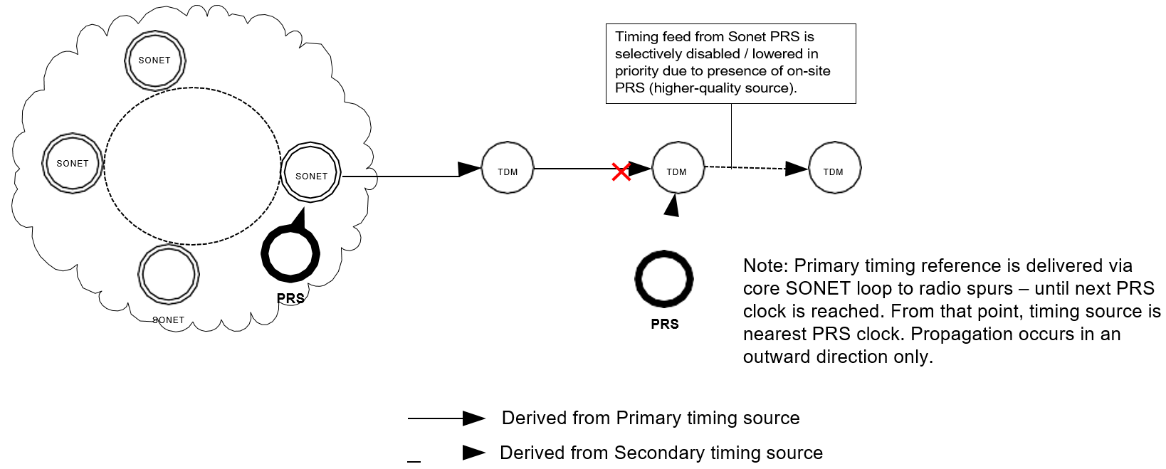 SONET
SONET
SONET
PRS
SONET
TDM
TDM
TDM
Timing feed from Sonet PRS is
selectively disabled / lowered in
priority due to presence of on-site
PRS (higher-quality source).
PRS
Note: Primary timing reference is delivered via
core SONET loop to radio spurs – until next PRS
clock is reached. From that point, timing source is
nearest PRS clock. Propagation occurs in an
outward direction only.
Derived from Primary timing source
Derived from Secondary timing source